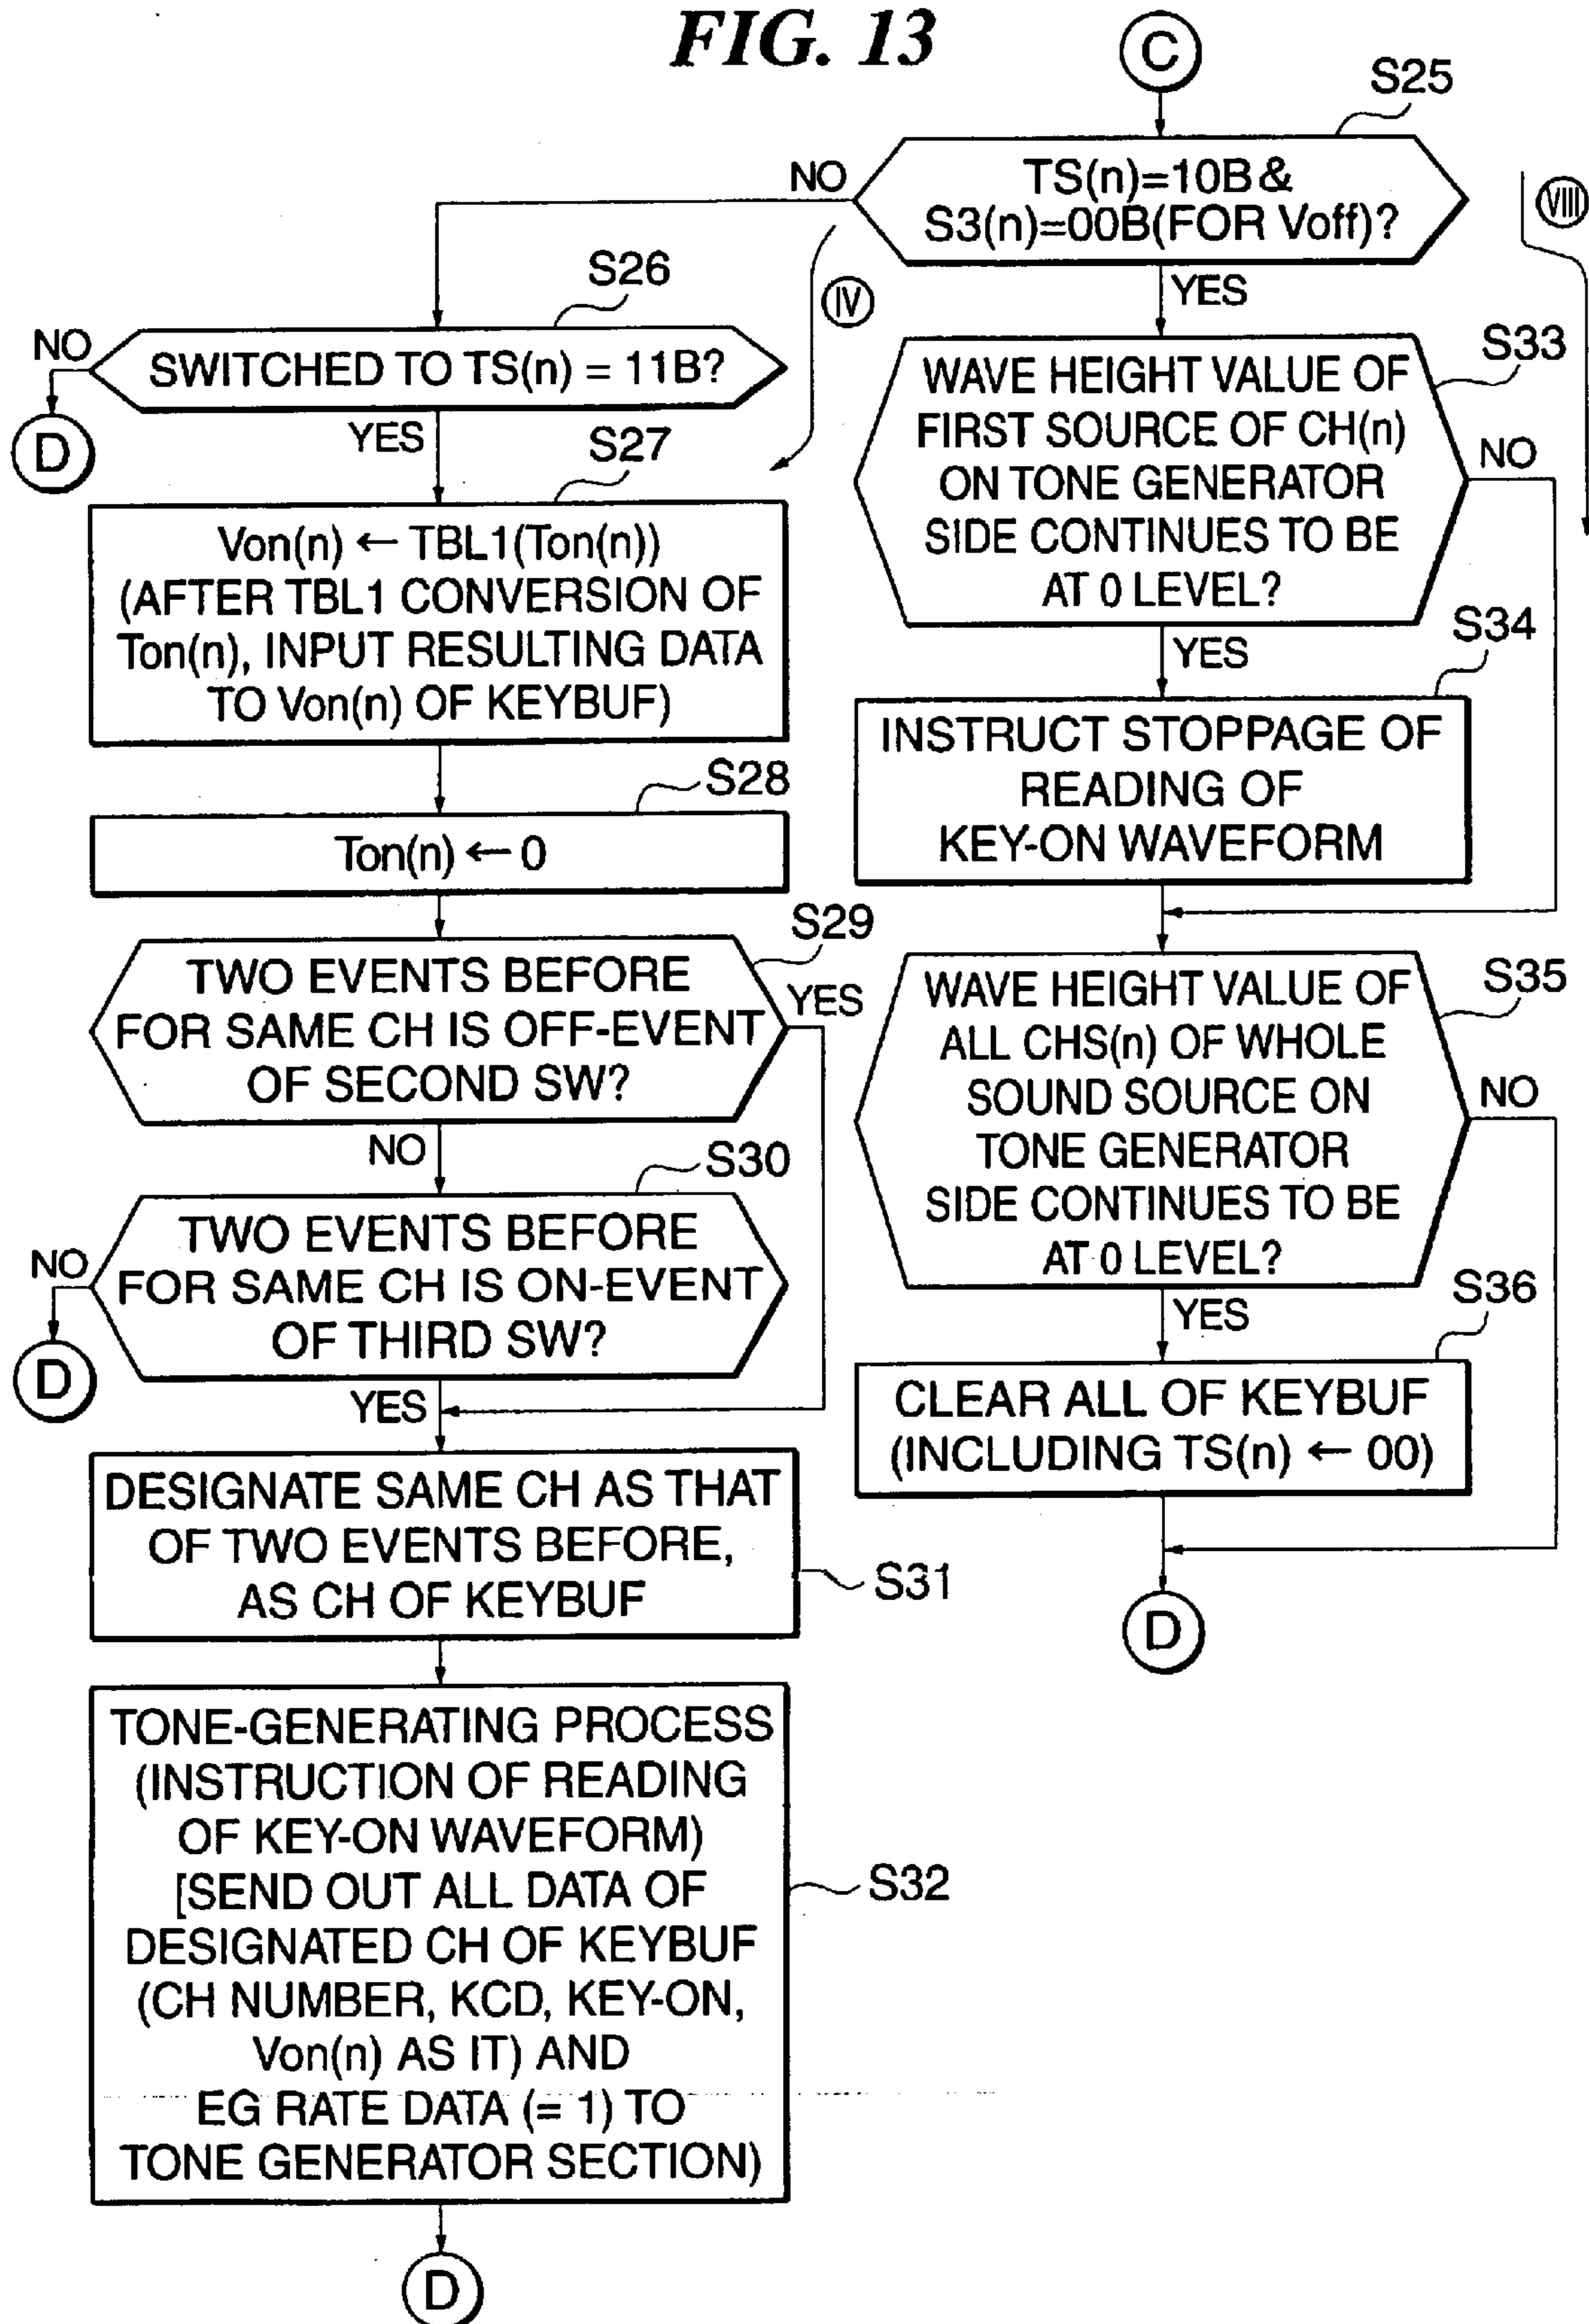 FIG. 13
C
S25
TS(n)=10B&
S3(n)=00B(FOR Voff)?
NO
YES
VIII
IV
S26
SWITCHED TO TS(n) = 11B?
NO
D
YES
S27
Von(n) ← TBL1(Ton(n))
(AFTER TBL1 CONVERSION OF
Ton(n), INPUT RESULTING DATA
TO Von(n) OF KEYBUF)
S28
Ton(n) ← 0
S29
TWO EVENTS BEFORE
FOR SAME CH IS OFF-EVENT
OF SECOND SW?
YES
NO
S30
TWO EVENTS BEFORE
FOR SAME CH IS ON-EVENT
OF THIRD SW?
NO
D
YES
DESIGNATE SAME CH AS THAT
OF TWO EVENTS BEFORE,
AS CH OF KEYBUF
S31
TONE-GENERATING PROCESS
(INSTRUCTION OF READING
OF KEY-ON WAVEFORM)
[SEND OUT ALL DATA OF
DESIGNATED CH OF KEYBUF
(CH NUMBER, KCD, KEY-ON,
Von(n) AS IT) AND
EG RATE DATA (= 1) TO
TONE GENERATOR SECTION)
S32
D
S33
WAVE HEIGHT VALUE OF
FIRST SOURCE OF CH(n)
ON TONE GENERATOR
SIDE CONTINUES TO BE
AT 0 LEVEL?
NO
YES
S34
INSTRUCT STOPPAGE OF
READING OF
KEY-ON WAVEFORM
S35
WAVE HEIGHT VALUE OF
ALL CHS(n) OF WHOLE
SOUND SOURCE ON
TONE GENERATOR
SIDE CONTINUES TO BE
AT 0 LEVEL?
NO
YES
S36
CLEAR ALL OF KEYBUF
(INCLUDING TS(n) ← 00)
D